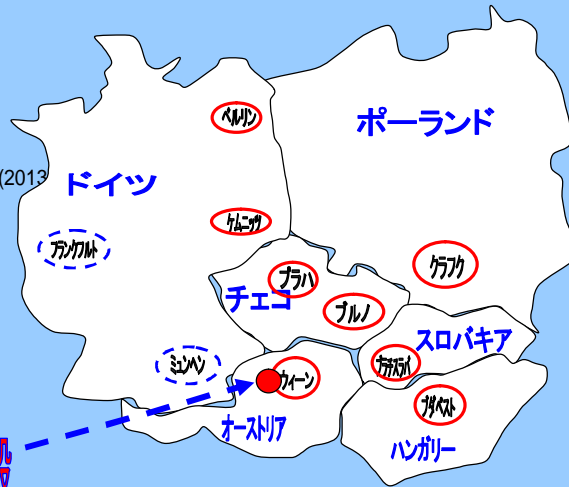 ベルリン
ポーランド
(2013
ドイツ
ケムニッツ
フランクフルト
クラフク
プラハ
チェコ
ブルノ
スロバキア
ミュンヘン
ウィーン
ブラチスラバ
ブダペスト
オーストリア
ハンガリー